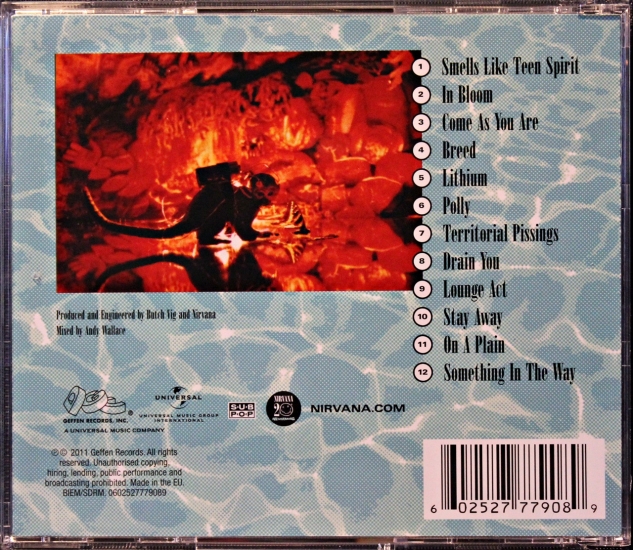 1 Smells Like Teen Spirit
2 In Bloom
3 Come As You Are
4 Breed
5 Lithium
6 Polly
7 Territorial Pissings
8 Drain You
9 Lounge Act
10 Stay Away
11 On A Plain
12 Something In The Way
Produced and Engineered by Butch Vig and Nirvana
Mixed by Andy Wallace
GEFFEN RECORDS, INC.
A UNIVERSAL MUSIC COMPANY
UNIVERSAL
UNIVERSAL MUSIC GROUP
INTERNATIONAL
SUB
POP
NIRVANA
20
NIRVANA.COM
℗ © 2011 Geffen Records. All rights
reserved. Unauthorised copying,
hiring, lending, public performance and
broadcasting prohibited. Made in the EU.
BIEM/SDRM. 0602527779089
6 02527 77908 9